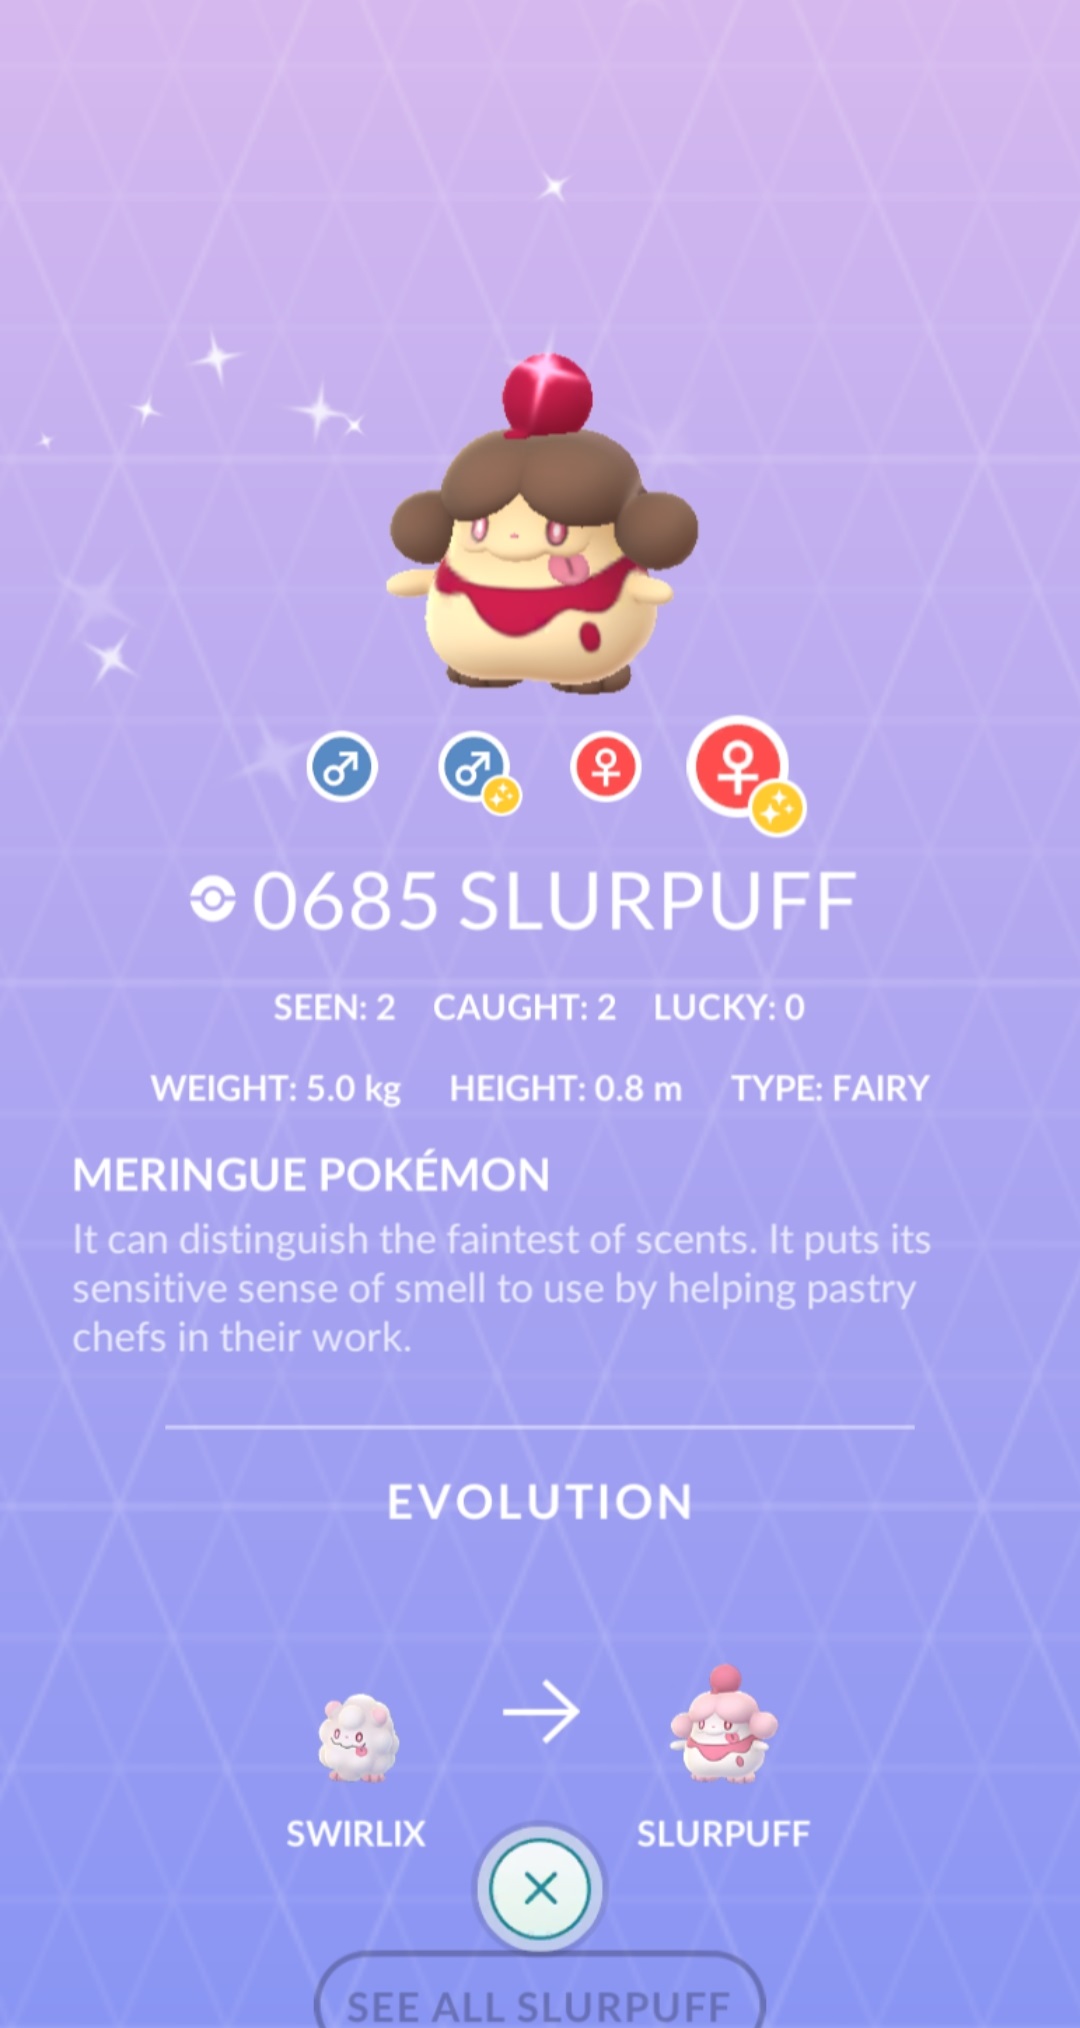 0685 SLURPUFF
SEEN: 2 CAUGHT: 2 LUCKY: 0
WEIGHT: 5.0 kg HEIGHT: 0.8 m TYPE: FAIRY
MERINGUE POKÉMON
It can distinguish the faintest of scents. It puts its
sensitive sense of smell to use by helping pastry
chefs in their work.
EVOLUTION
SWIRLIX SLURPUFF
SEE ALL SLURPUFF